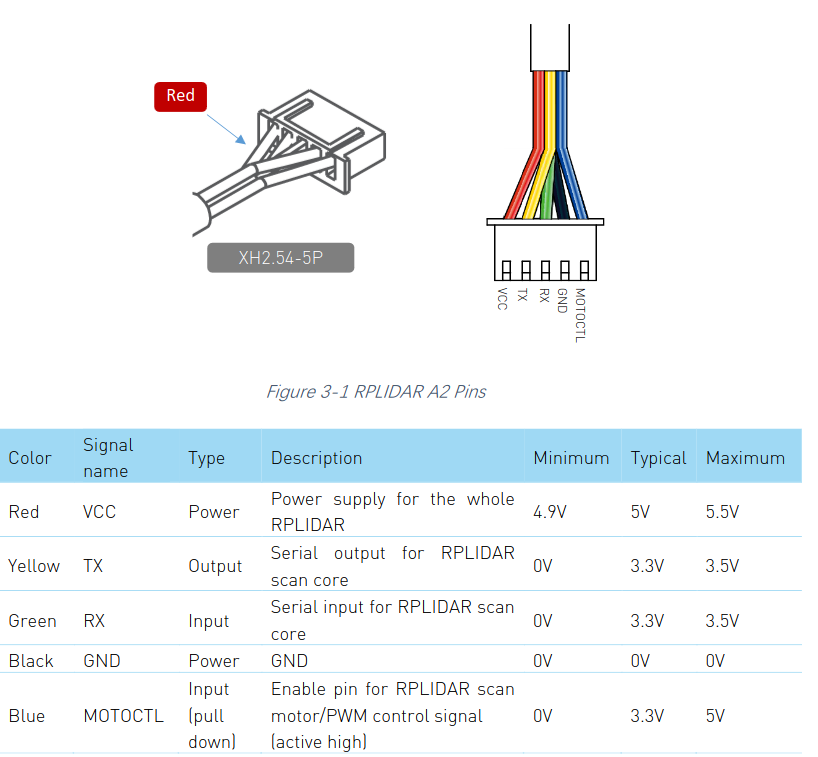 Red
XH2.54-5P
VCC
TX
RX
GND
MOTOCTL
Figure 3-1 RPLIDAR A2 Pins
Color Signal name Type Description Minimum Typical Maximum
Red VCC Power Power supply for the whole RPLIDAR 4.9V 5V 5.5V
Yellow TX Output Serial output for RPLIDAR scan core 0V 3.3V 3.5V
Green RX Input Serial input for RPLIDAR scan core 0V 3.3V 3.5V
Black GND Power GND 0V 0V 0V
Blue MOTOCTL Input (pull down) Enable pin for RPLIDAR scan motor/PWM control signal (active high) 0V 3.3V 5V